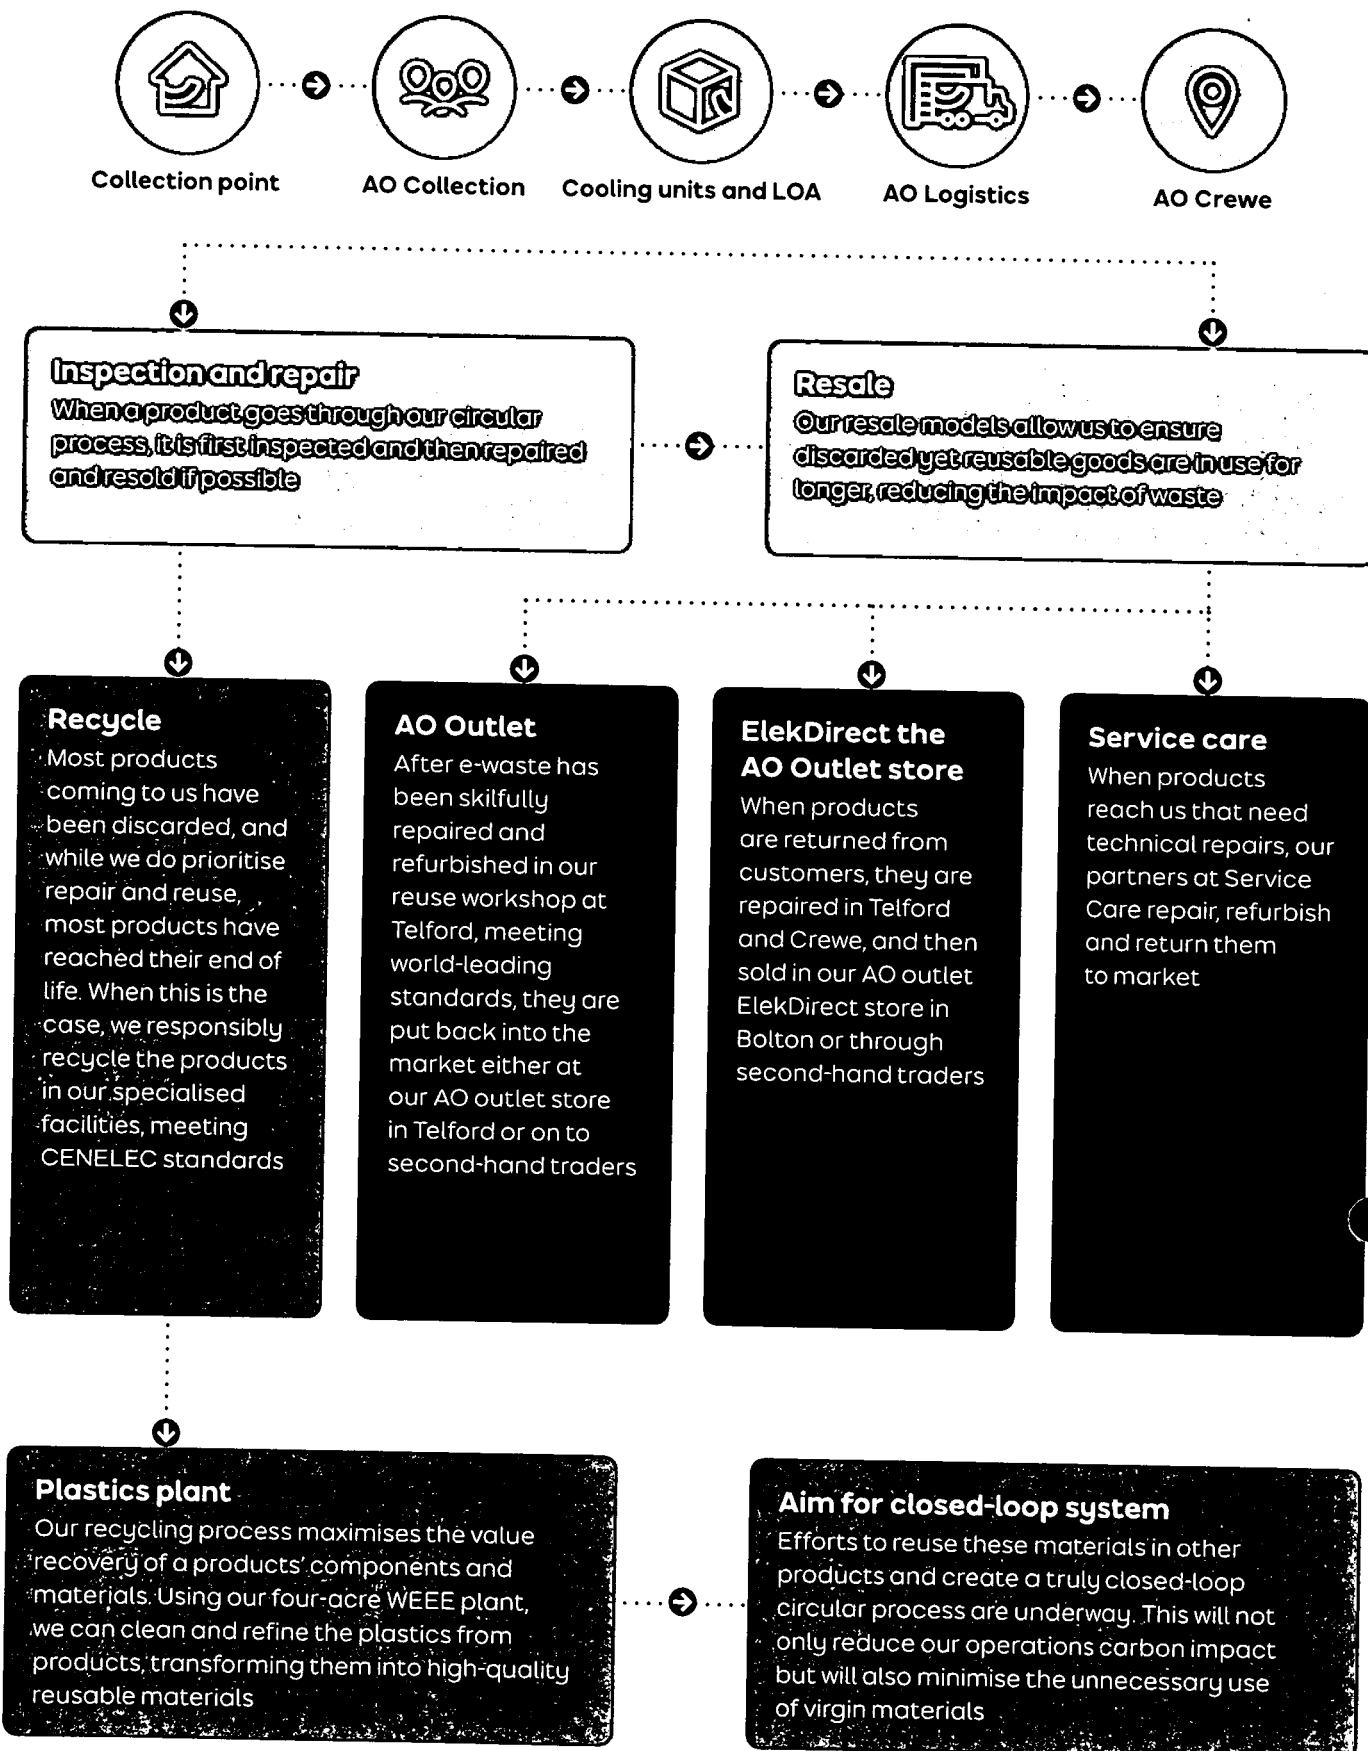 Collection point
AO Collection
Cooling units and LOA
AO Logistics
AO Crewe
Inspection and repair
When a product goes through our circular
process, it is first inspected and then repaired
and resold if possible
Resale
Our resale models allow us to ensure
discarded yet reusable goods are in use for
longer, reducing the impact of waste
Recycle
Most products
coming to us have
been discarded, and
while we do prioritise
repair and reuse,
most products have
reached their end of
life. When this is the
case, we responsibly
recycle the products
in our specialised
facilities, meeting
CENELEC standards
AO Outlet
After e-waste has
been skilfully
repaired and
refurbished in our
reuse workshop at
Telford, meeting
world-leading
standards, they are
put back into the
market either at
our AO outlet store
in Telford or on to
second-hand traders
ElekDirect the
AO Outlet store
When products
are returned from
customers, they are
repaired in Telford
and Crewe, and then
sold in our AO outlet
ElekDirect store in
Bolton or through
second-hand traders
Service care
When products
reach us that need
technical repairs, our
partners at Service
Care repair, refurbish
and return them
to market
Plastics plant
Our recycling process maximises the value
recovery of a products' components and
materials. Using our four-acre WEEE plant,
we can clean and refine the plastics from
products, transforming them into high-quality
reusable materials
Aim for closed-loop system
Efforts to reuse these materials in other
products and create a truly closed-loop
circular process are underway. This will not
only reduce our operations carbon impact
but will also minimise the unnecessary use
of virgin materials